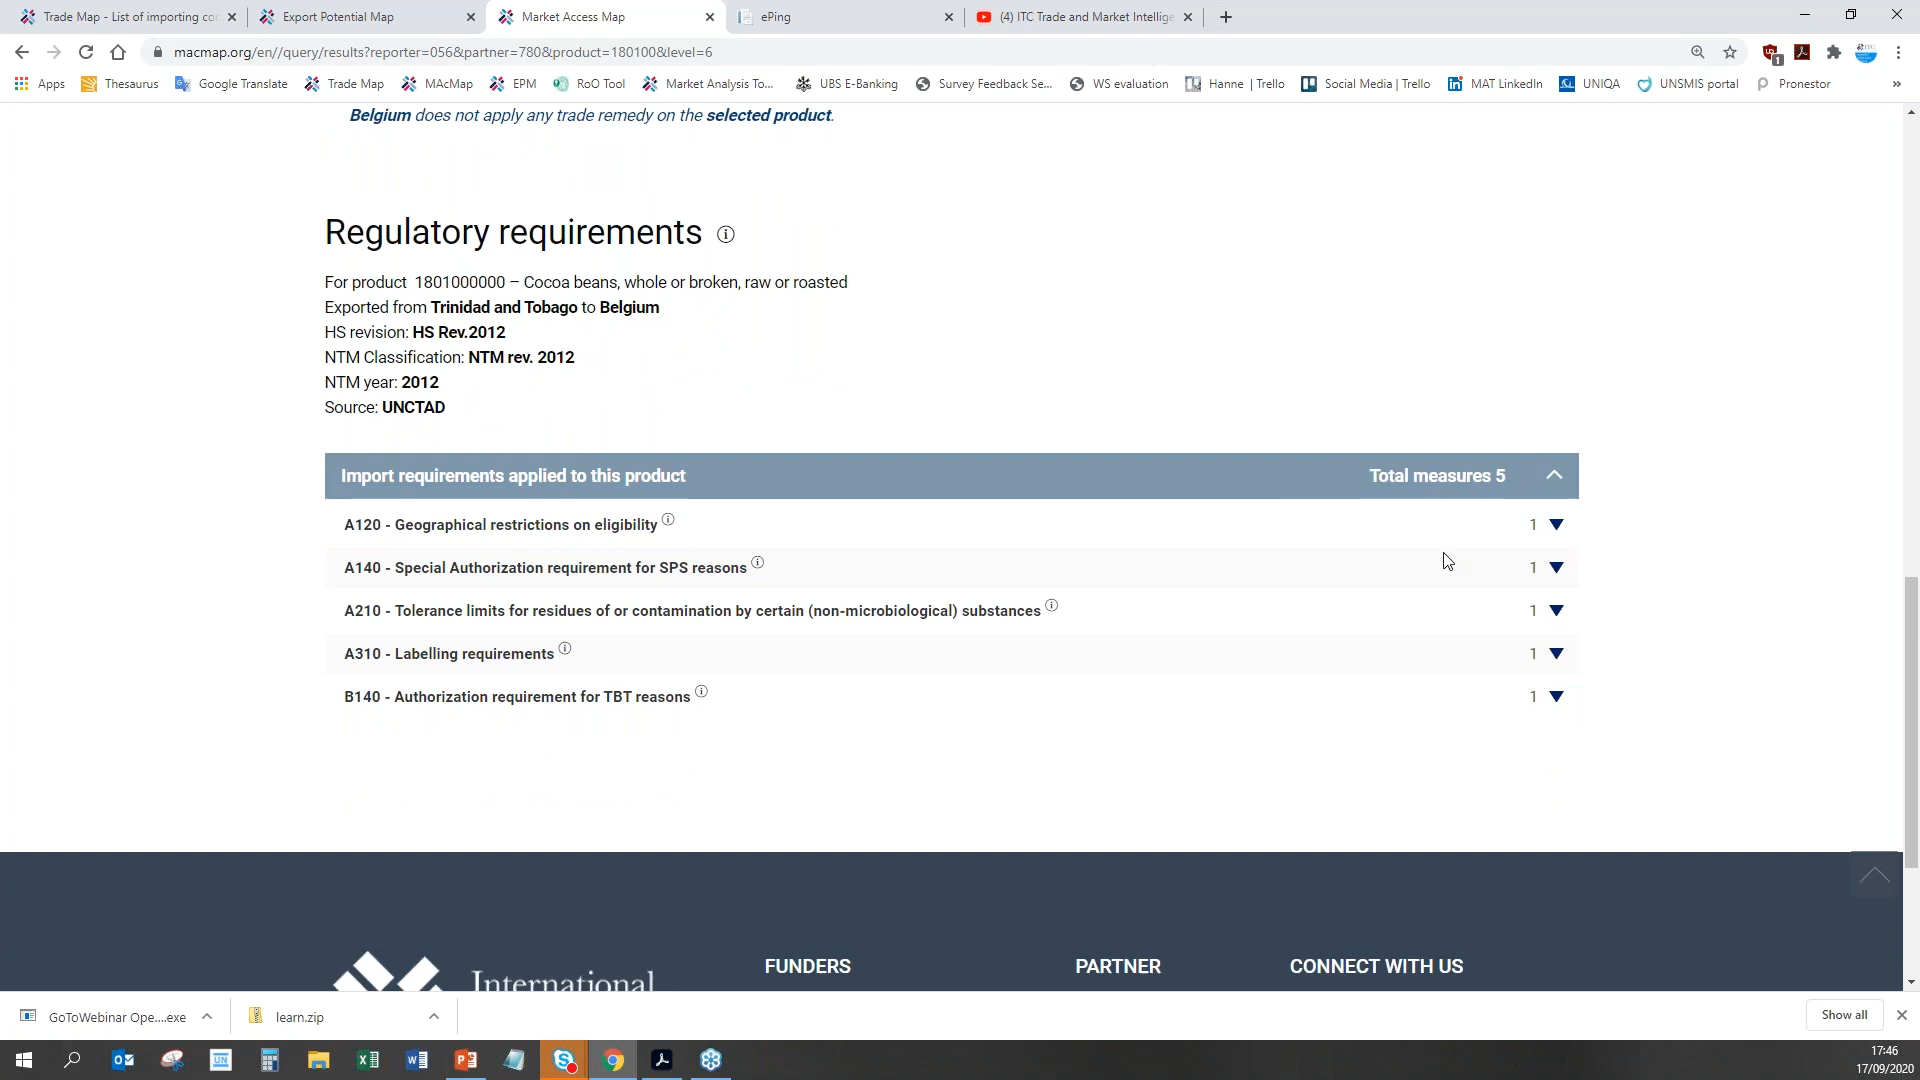 Trade Map - List of importing co
Export Potential Map
Market Access Map
ePing
(4) ITC Trade and Market Intellige
macmap.org/en//query/results?reporter=056&partner=780&product=180100&level=6
1
Apps
Thesaurus
Google Translate
Trade Map
MAcMap
EPM
RoO Tool
Market Analysis To...
UBS E-Banking
Survey Feedback Se...
WS evaluation
Hanne | Trello
Social Media | Trello
MAT LinkedIn
UNIQA
UNSMIS portal
Pronestor
»
Belgium does not apply any trade remedy on the selected product.
Regulatory requirements
For product 1801000000 – Cocoa beans, whole or broken, raw or roasted
Exported from Trinidad and Tobago to Belgium
HS revision: HS Rev.2012
NTM Classification: NTM rev. 2012
NTM year: 2012
Source: UNCTAD
Import requirements applied to this product Total measures 5
A120 - Geographical restrictions on eligibility 1
A140 - Special Authorization requirement for SPS reasons 1
A210 - Tolerance limits for residues of or contamination by certain (non-microbiological) substances 1
A310 - Labelling requirements 1
B140 - Authorization requirement for TBT reasons 1
International
FUNDERS
PARTNER
CONNECT WITH US
GoToWebinar Ope....exe
learn.zip
Show all
17:46
17/09/2020